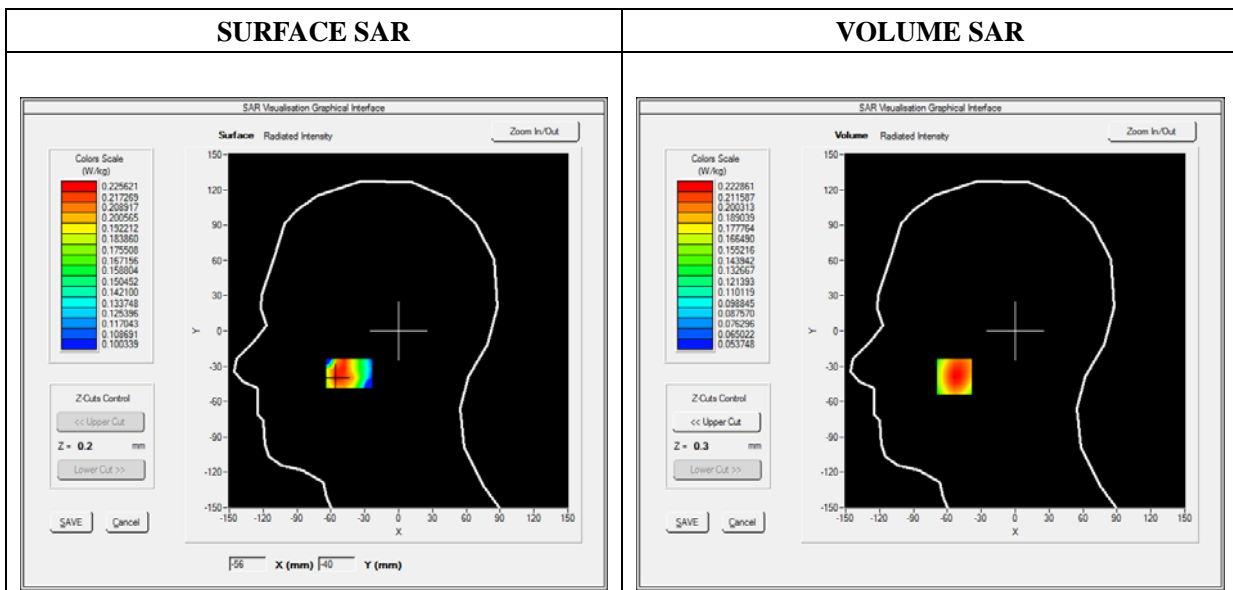 SURFACE SAR
VOLUME SAR
SAR Visualisation Graphical Interface
Surface Radiated Intensity
Zoom In/Out
Colors Scale
(W/kg)
0.225621
0.217269
0.208917
0.200565
0.192212
0.183860
0.175508
0.167156
0.158804
0.150452
0.142100
0.133748
0.125396
0.117043
0.108691
0.100339
Z-Cuts Control
<< Upper Cut
Z = 0.2 mm
Lower Cut >>
SAVE Cancel
150
120
90
60
30
0
-30
-60
-90
-120
-150
Y
-150 -120 -90 -60 -30 0 30 60 90 120 150
X
-56 X (mm) -40 Y (mm)
SAR Visualisation Graphical Interface
Volume Radiated Intensity
Zoom In/Out
Colors Scale
(W/kg)
0.222861
0.211587
0.200313
0.189039
0.177764
0.166490
0.155216
0.143942
0.132667
0.121393
0.110119
0.098845
0.087570
0.076296
0.065022
0.053748
Z-Cuts Control
<< Upper Cut
Z = 0.3 mm
Lower Cut >>
SAVE Cancel
150
120
90
60
30
0
-30
-60
-90
-120
-150
Y
-150 -120 -90 -60 -30 0 30 60 90 120 150
X